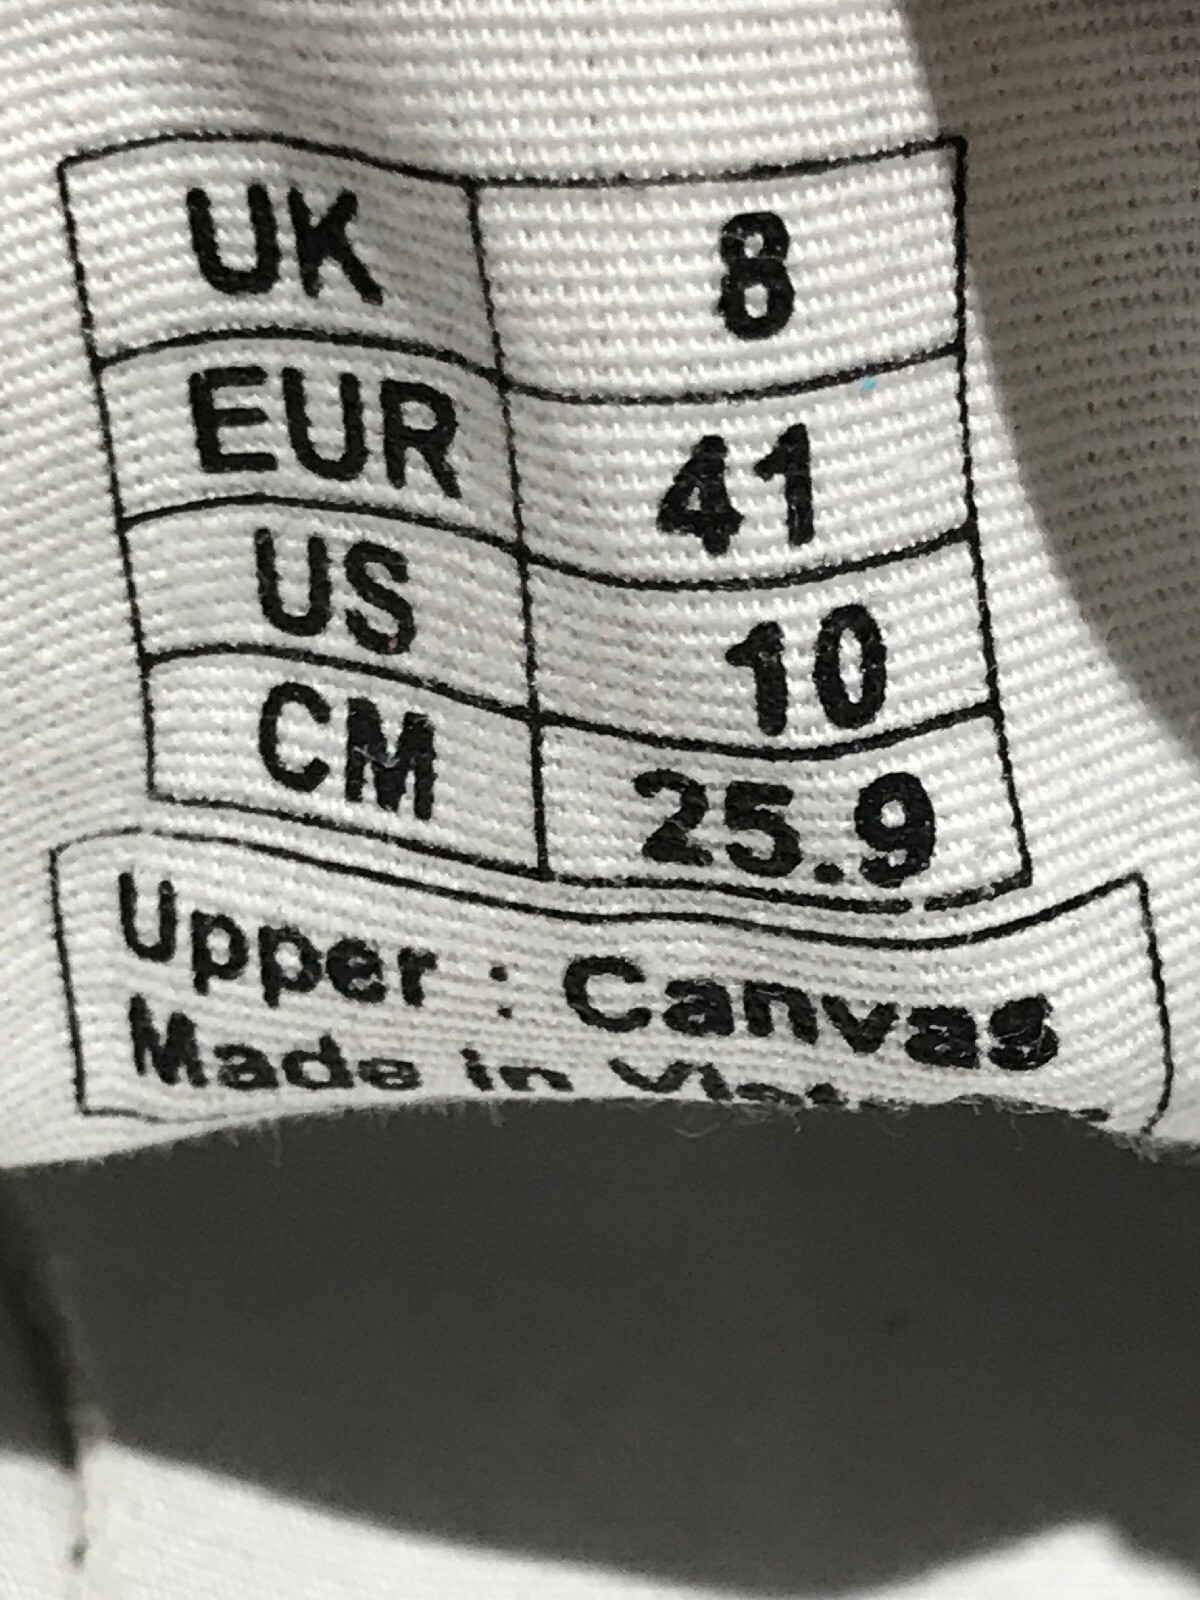 UK 8
EUR 41
US 10
CM 25.9
Upper : Canvas
Made in